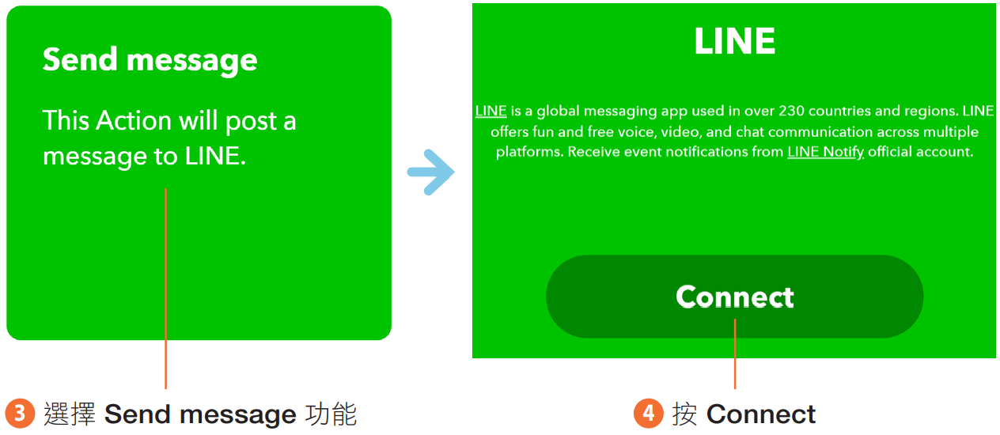 Send message
This Action will post a
message to LINE.
LINE
LINE is a global messaging app used in over 230 countries and regions. LINE
offers fun and free voice, video, and chat communication across multiple
platforms. Receive event notifications from LINE Notify official account.
Connect
3 選擇 Send message 功能
4 按 Connect